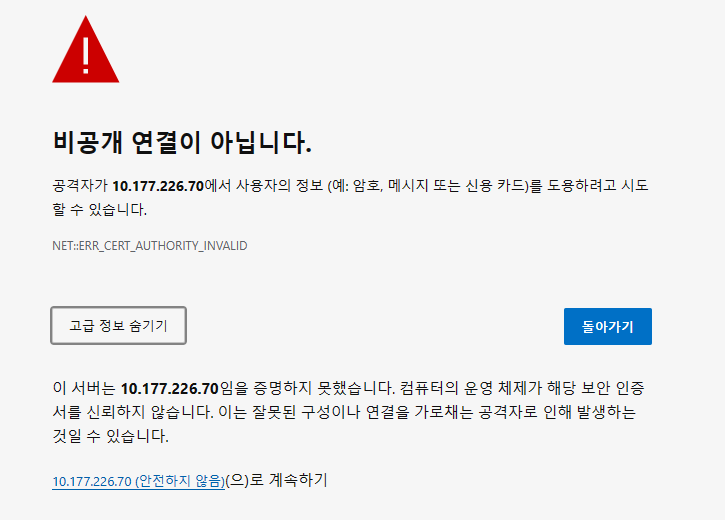 비공개 연결이 아닙니다.
공격자가 10.177.226.70에서 사용자의 정보 (예: 암호, 메시지 또는 신용 카드)를 도용하려고 시도
할 수 있습니다.
NET::ERR_CERT_AUTHORITY_INVALID
고급 정보 숨기기
돌아가기
이 서버는 10.177.226.70임을 증명하지 못했습니다. 컴퓨터의 운영 체제가 해당 보안 인증
서를 신뢰하지 않습니다. 이는 잘못된 구성이나 연결을 가로채는 공격자로 인해 발생하는
것일 수 있습니다.
10.177.226.70 (안전하지 않음)(으)로 계속하기